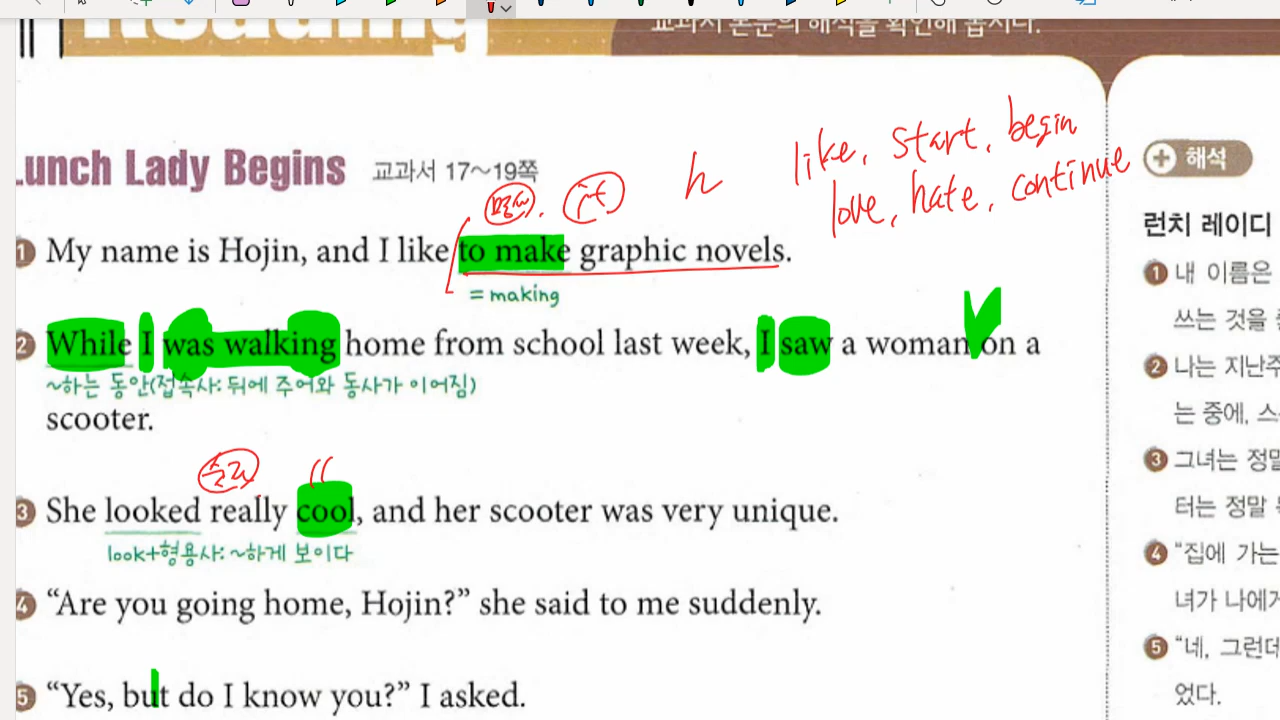 Reading
교과서 본문의 해석을 확인해 봅시다.
Lunch Lady Begins 교과서 17~19쪽
h
like, start, begin
love, hate, continue
1 My name is Hojin, and I like to make graphic novels.
= making
2 While I was walking home from school last week, I saw a woman on a
~하는 동안(접속사: 뒤에 주어와 동사가 이어짐)
scooter.
3 She looked really cool, and her scooter was very unique.
look+형용사: ~하게 보이다
4 “Are you going home, Hojin?” she said to me suddenly.
5 “Yes, but do I know you?” I asked.
해석
런치 레이디
1 내 이름은
쓰는 것을
2 나는 지난주
는 중에, 스
3 그녀는 정말
터는 정말
4 “집에 가는
녀가 나에게
5 “네, 그런데
었다.